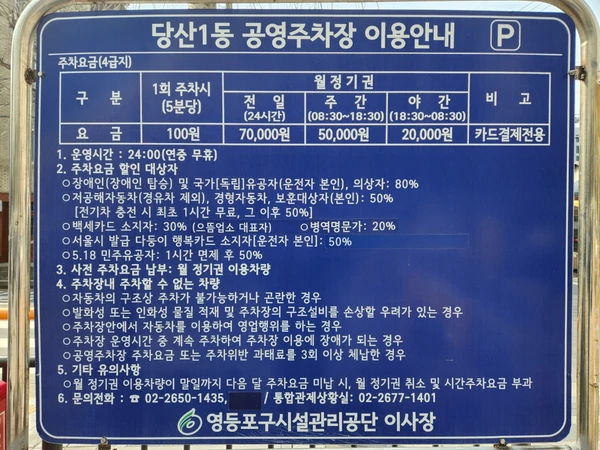 당산1동 공영주차장 이용안내 P
주차요금(4급지)
구 분 1회 주차시 (5분당) 월정기권 비 고
전 일 (24시간) 주 간 (08:30~18:30) 야 간 (18:30~08:30)
요 금 100원 70,000원 50,000원 20,000원 카드결제전용
1. 운영시간 : 24:00(연중 무휴)
2. 주차요금 할인 대상자
○장애인(장애인 탑승) 및 국가[독립]유공자(운전자 본인), 의상자: 80%
○저공해자동차(경유차 제외), 경형자동차, 보훈대상자(본인): 50%
[전기차 충전 시 최초 1시간 무료, 그 이후 50%]
○백세카드 소지자: 30% (으뜸업소 대표자) ○병역명문가: 20%
○서울시 발급 다둥이 행복카드 소지자[운전자 본인]: 50%
○5.18 민주유공자: 1시간 면제 후 50%
3. 사전 주차요금 납부: 월 정기권 이용차량
4. 주차장내 주차할 수 없는 차량
○자동차의 구조상 주차가 불가능하거나 곤란한 경우
○발화성 또는 인화성 물질 적재 및 주차장의 구조설비를 손상할 우려가 있는 경우
○주차장안에서 자동차를 이용하여 영업행위를 하는 경우
○주차장 운영시간 중 계속 주차하여 주차장 이용에 장애가 되는 경우
○공영주차장 주차요금 또는 주차위반 과태료를 3회 이상 체납한 경우
5. 기타 유의사항
○월 정기권 이용차량이 말일까지 다음 달 주차요금 미납 시, 월 정기권 취소 및 시간주차요금 부과
6. 문의전화 : ☎ 02-2650-1435, / 통합관제상황실: 02-2677-1401
영등포구시설관리공단 이사장